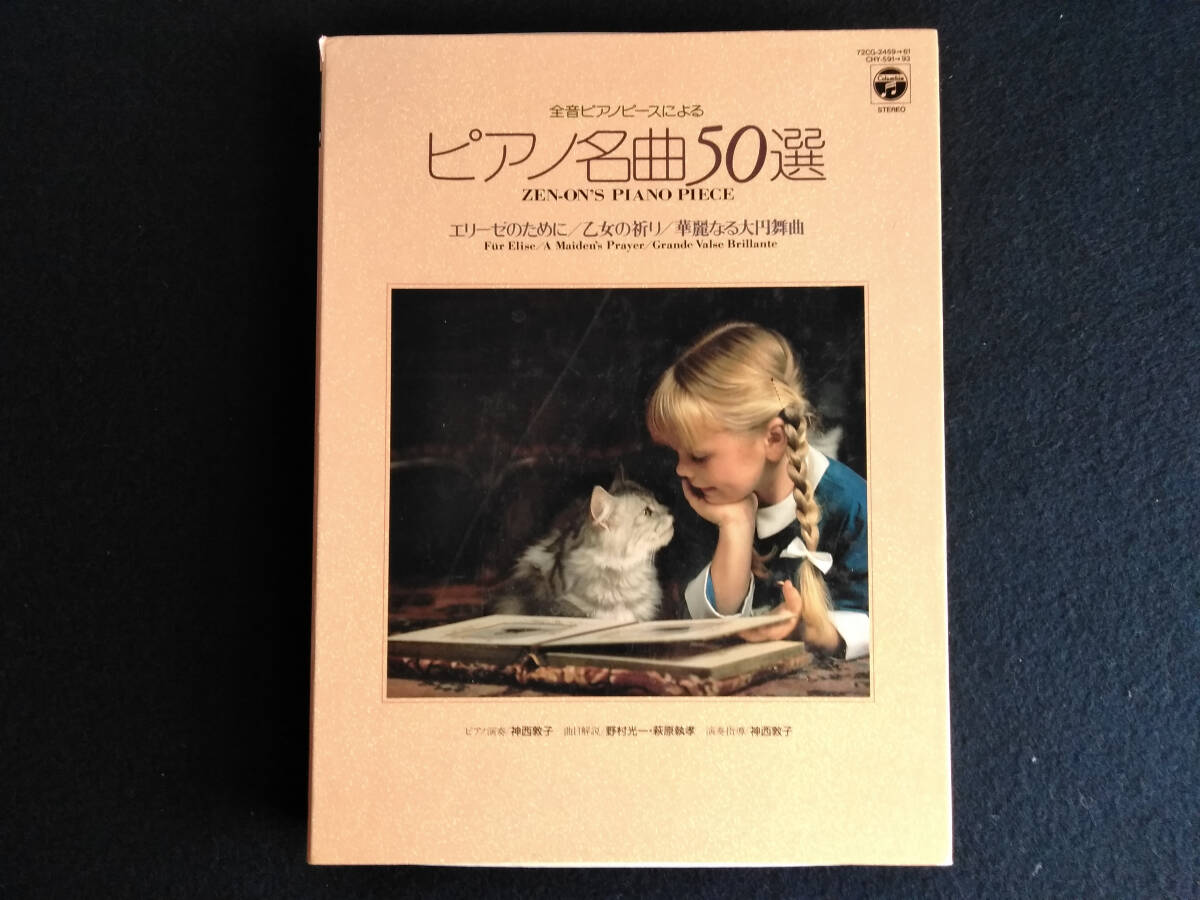 72CG-2459→61
CHY-591→93
Columbia
STEREO
全音ピアノピースによる
ピアノ名曲50選
ZEN-ON'S PIANO PIECE
エリーゼのために/乙女の祈り/華麗なる大円舞曲
Für Elise/A Maiden's Prayer/Grande Valse Brillante
ピアノ演奏/神西敦子 曲目解説/野村光一・萩原執孝 演奏指導/神西敦子